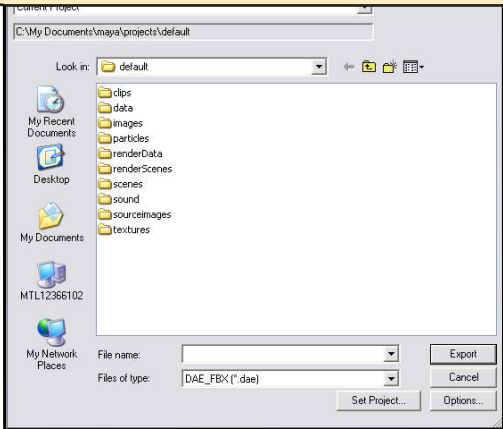 Current Project
C:\My Documents\maya\projects\default
Look in:
default
clips
data
images
particles
renderData
renderScenes
scenes
sound
sourceimages
textures
My Recent
Documents
Desktop
My Documents
MTL12366102
My Network
Places
File name:
Export
Files of type:
DAE_FBX (*.dae)
Cancel
Set Project...
Options...